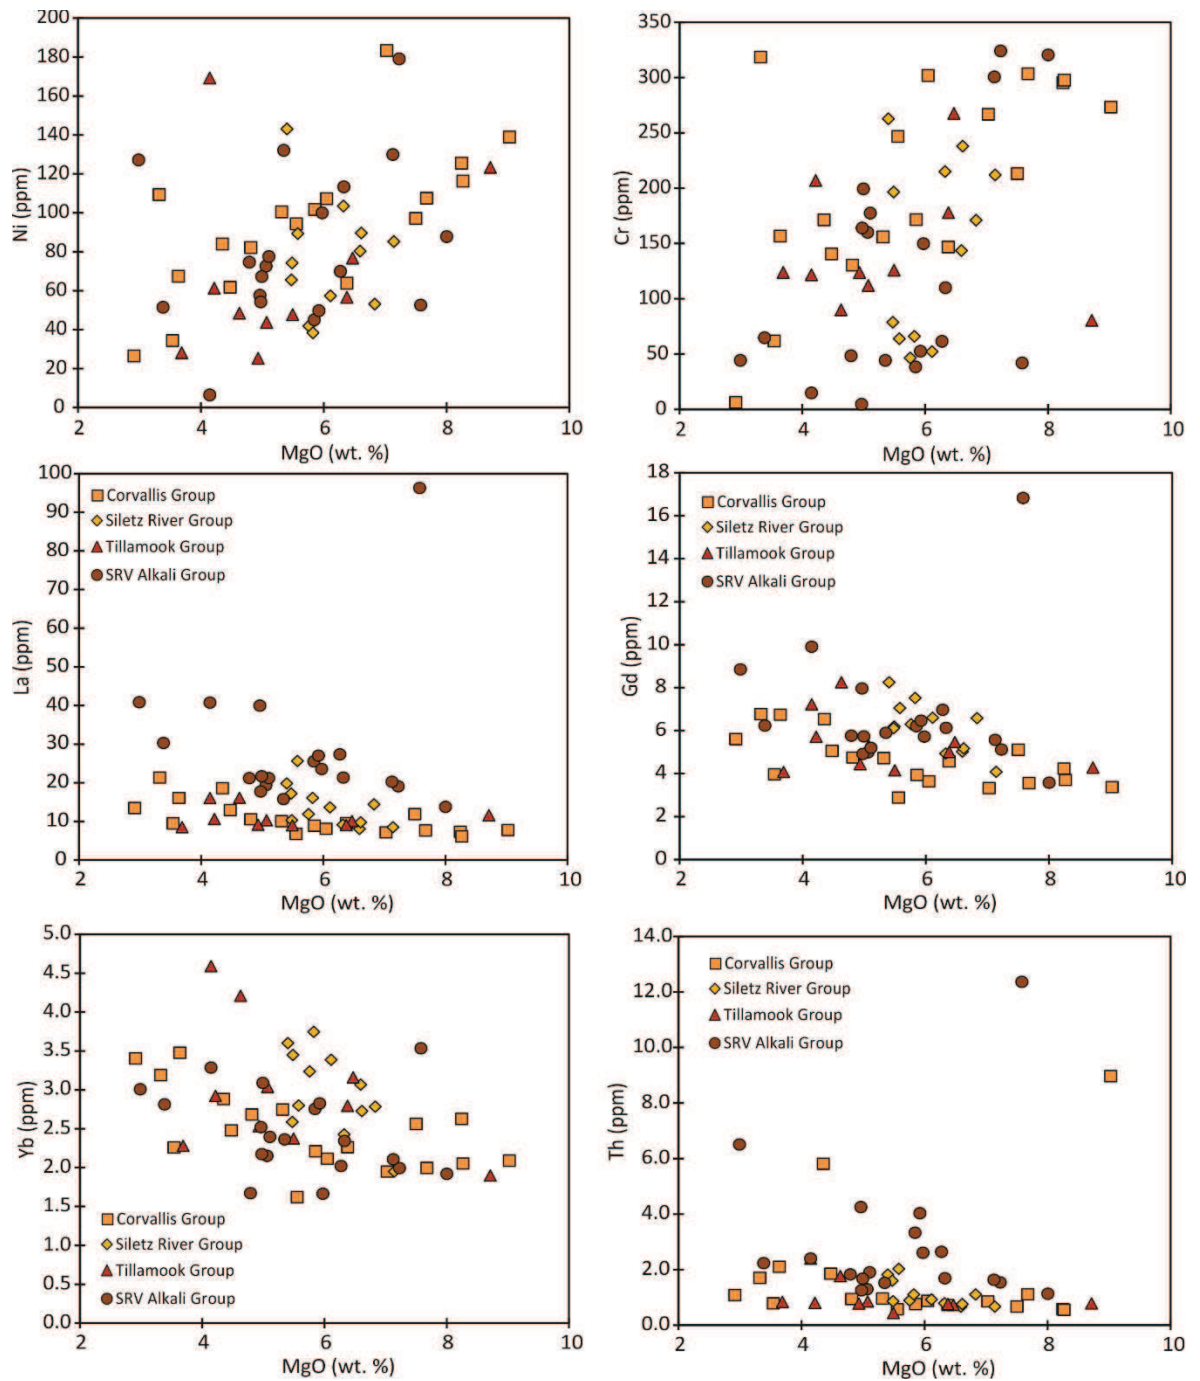 200
180
160
140
120
100
80
60
40
20
0
Ni (ppm)
2 4 6 8 10
MgO (wt. %)
350
300
250
200
150
100
50
0
Cr (ppm)
2 4 6 8 10
MgO (wt. %)
100
90
80
70
60
50
40
30
20
10
0
La (ppm)
Corvallis Group
Siletz River Group
Tillamook Group
SRV Alkali Group
2 4 6 8 10
MgO (wt. %)
18
16
14
12
10
8
6
4
2
0
Gd (ppm)
Corvallis Group
Siletz River Group
Tillamook Group
SRV Alkali Group
2 4 6 8 10
MgO (wt. %)
5.0
4.5
4.0
3.5
3.0
2.5
2.0
1.5
1.0
0.5
0.0
Yb (ppm)
Corvallis Group
Siletz River Group
Tillamook Group
SRV Alkali Group
2 4 6 8 10
MgO (wt. %)
14.0
12.0
10.0
8.0
6.0
4.0
2.0
0.0
Th (ppm)
Corvallis Group
Siletz River Group
Tillamook Group
SRV Alkali Group
2 4 6 8 10
MgO (wt. %)